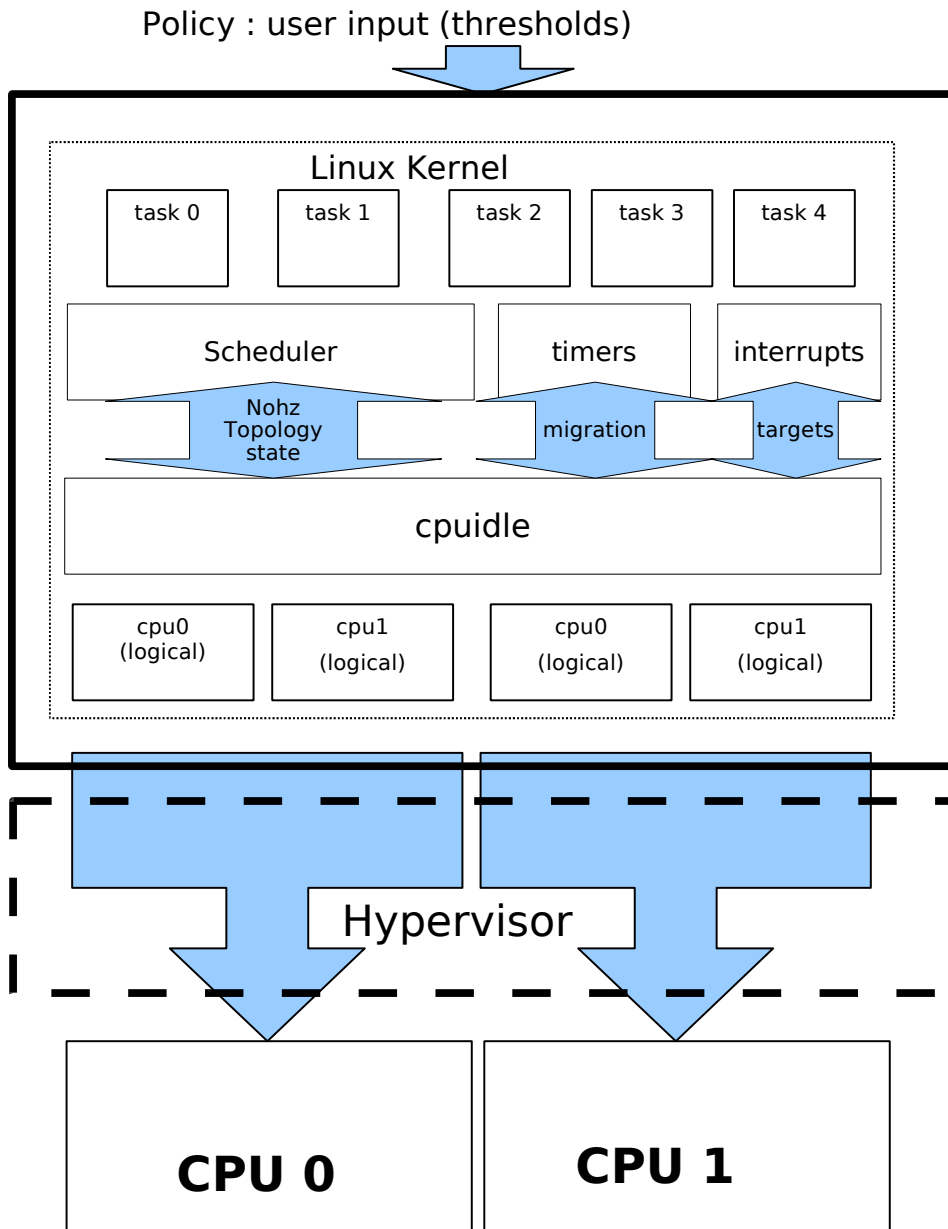 Policy : user input (thresholds)
Linux Kernel
task 0
task 1
task 2
task 3
task 4
Scheduler
timers
interrupts
Nohz
Topology
state
migration
targets
cpuidle
cpu0
(logical)
cpu1
(logical)
cpu0
(logical)
cpu1
(logical)
Hypervisor
CPU 0
CPU 1